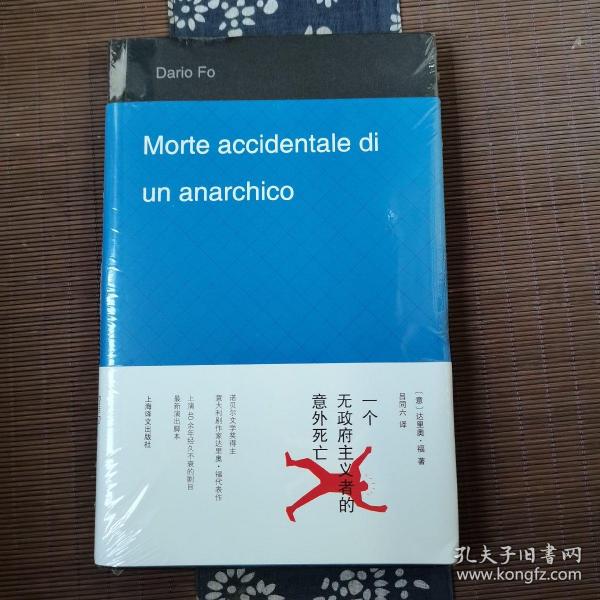 Dario Fo
Morte accidentale di
un anarchico
〔意〕达里奥·福 著
吕同六 译
一个
无政府主义者的
意外死亡
诺贝尔文学奖得主
意大利剧作家达里奥·福代表作
上演40余年经久不衰的剧目
最新演出脚本
上海译文出版社
孔夫子旧书网
www.kongfz.com